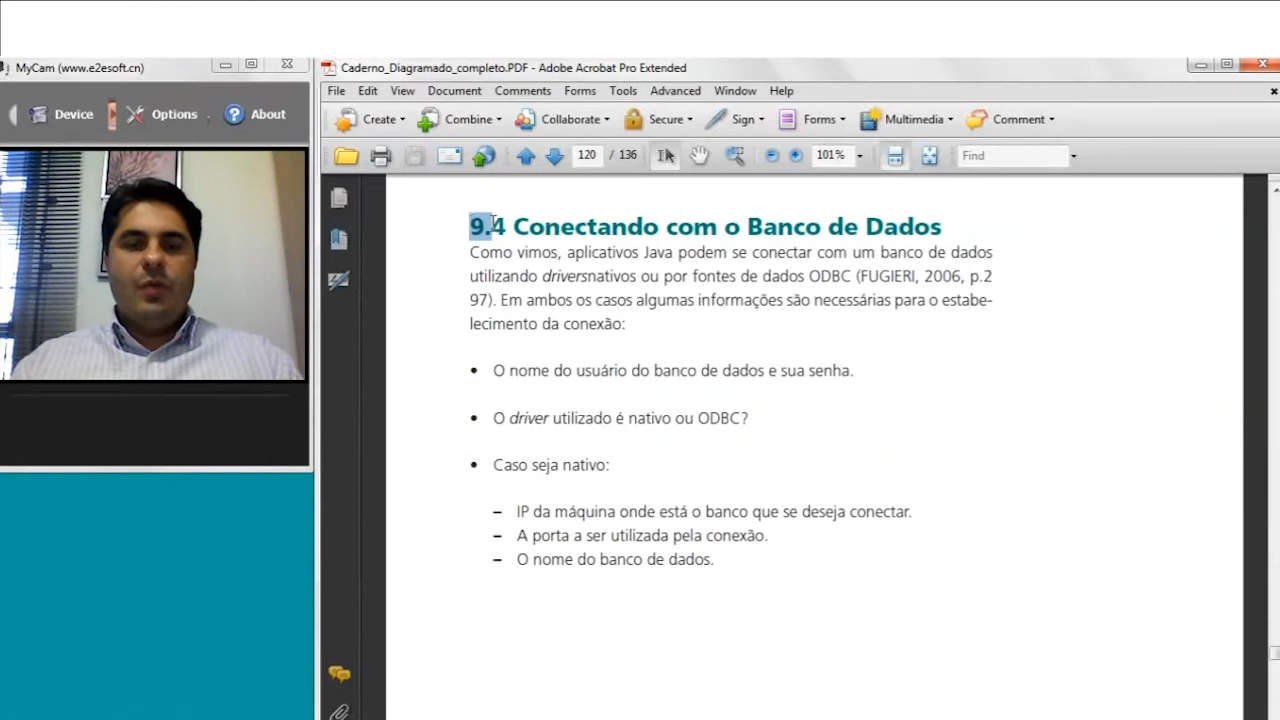 MyCam (www.e2esoft.cn)
Device
Options
About
Caderno_Diagramado_completo.PDF - Adobe Acrobat Pro Extended
File Edit View Document Comments Forms Tools Advanced Window Help
Create Combine Collaborate Secure Sign Forms Multimedia Comment
120 / 136 101% Find
9.4 Conectando com o Banco de Dados
Como vimos, aplicativos Java podem se conectar com um banco de dados
utilizando driversnativos ou por fontes de dados ODBC (FUGIERI, 2006, p.2
97). Em ambos os casos algumas informações são necessárias para o estabe-
lecimento da conexão:
• O nome do usuário do banco de dados e sua senha.
• O driver utilizado é nativo ou ODBC?
• Caso seja nativo:
– IP da máquina onde está o banco que se deseja conectar.
– A porta a ser utilizada pela conexão.
– O nome do banco de dados.